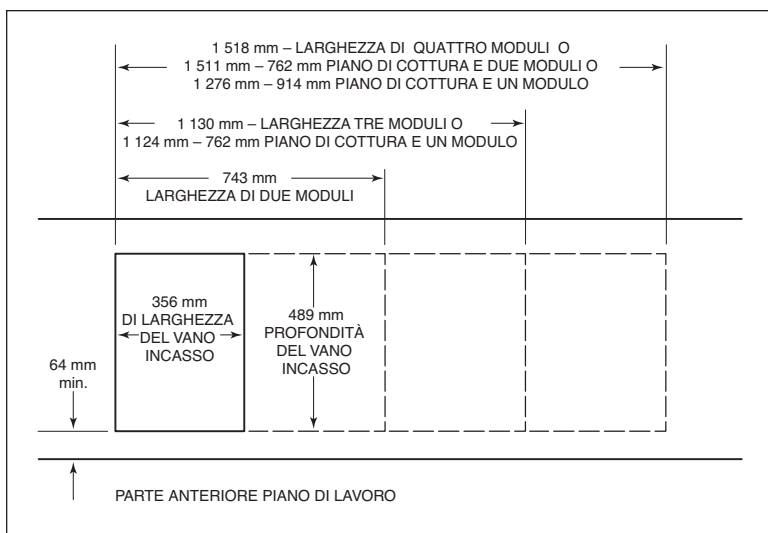 1 518 mm – LARGHEZZA DI QUATTRO MODULI O
1 511 mm – 762 mm PIANO DI COTTURA E DUE MODULI O
1 276 mm – 914 mm PIANO DI COTTURA E UN MODULO
1 130 mm – LARGHEZZA TRE MODULI O
1 124 mm – 762 mm PIANO DI COTTURA E UN MODULO
743 mm
LARGHEZZA DI DUE MODULI
356 mm
DI LARGHEZZA
DEL VANO
INCASSO
489 mm
PROFONDITÀ
DEL VANO
INCASSO
64 mm
min.
PARTE ANTERIORE PIANO DI LAVORO